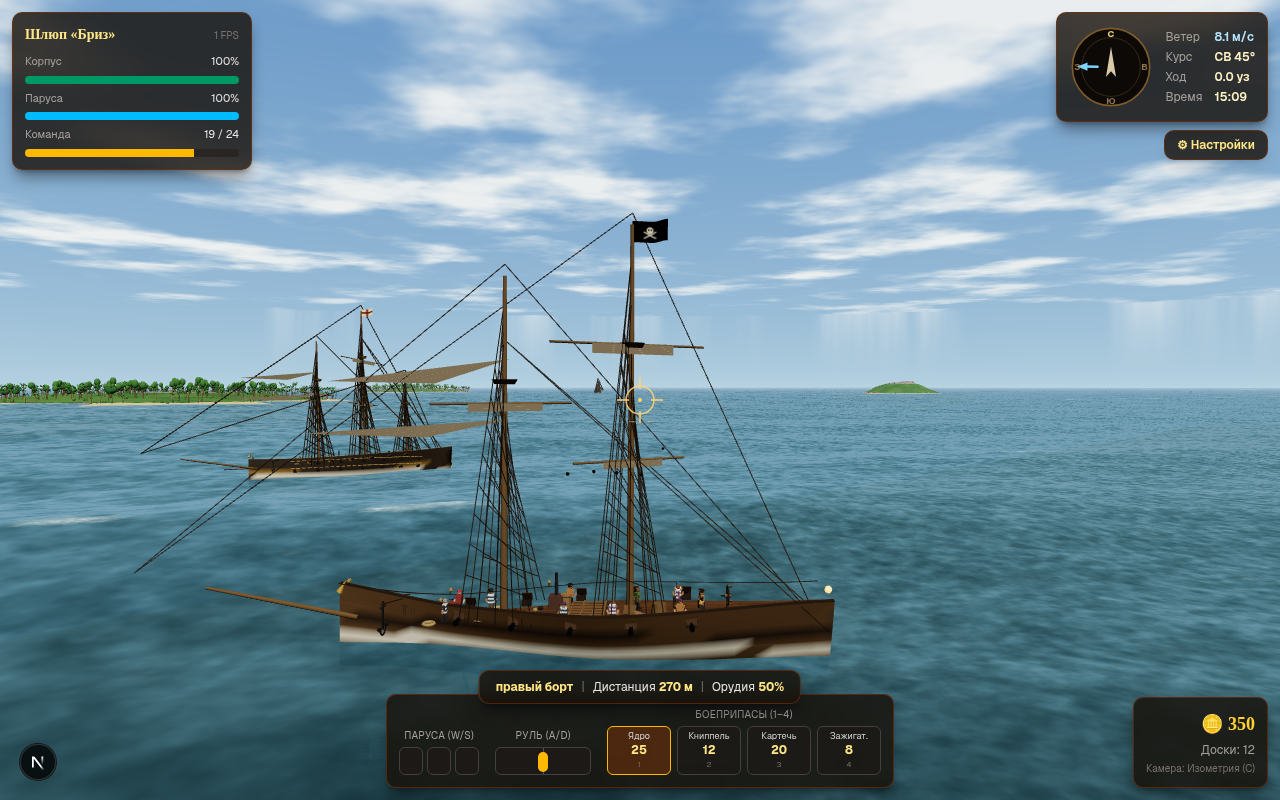 Шлюп «Бриз»
1 FPS
Корпус
100%
Паруса
100%
Команда
19 / 24
С
З
В
Ю
Ветер
8.1 м/с
Курс
СВ 45°
Ход
0.0 уз
Время
15:09
⚙ Настройки
правый борт | Дистанция 270 м | Орудия 50%
ПАРУСА (W/S)
РУЛЬ (A/D)
БОЕПРИПАСЫ (1–4)
Ядро
25
1
Книппель
12
2
Картечь
20
3
Зажигат.
8
4
350
Доски: 12
Камера: Изометрия (C)
N